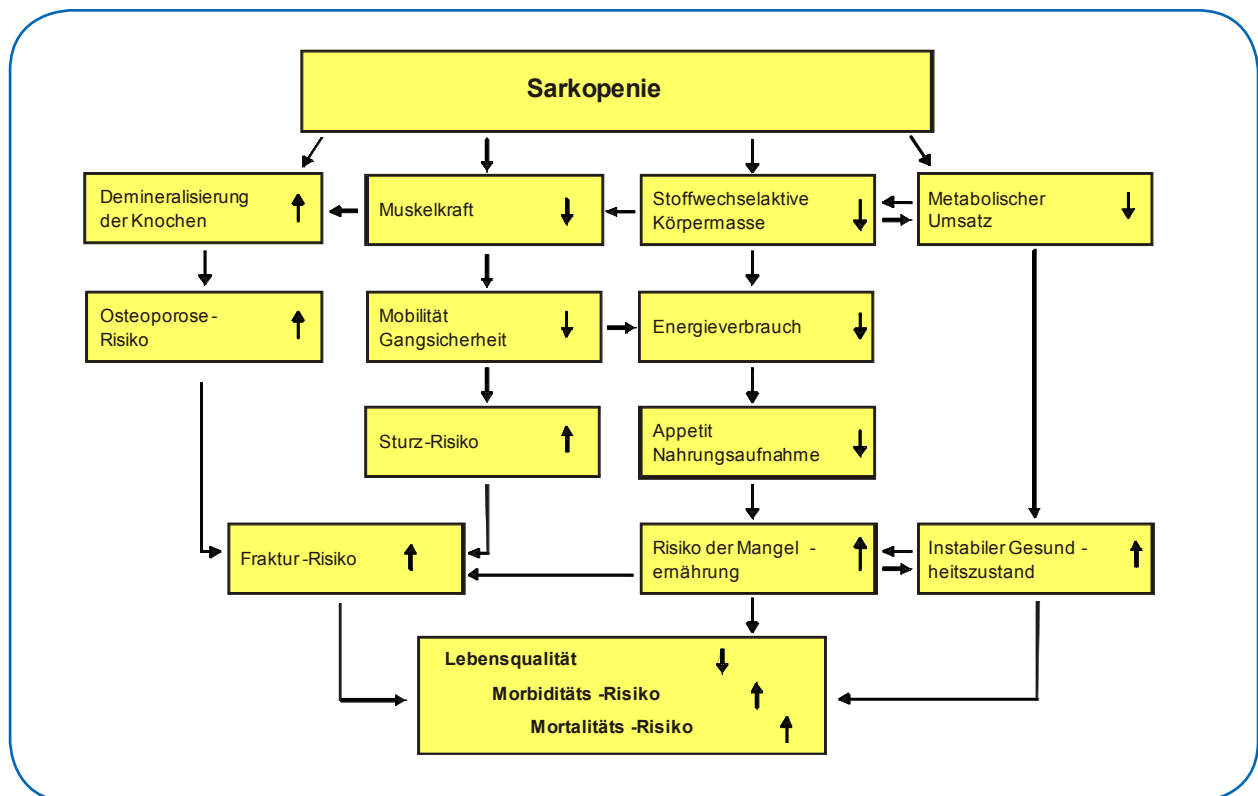 Sarkopenie
Demineralisierung
der Knochen
Muskelkraft
Stoffwechselaktive
Körpermasse
Metabolischer
Umsatz
Osteoporose-
Risiko
Mobilität
Gangsicherheit
Energieverbrauch
Sturz-Risiko
Appetit
Nahrungsaufnahme
Fraktur-Risiko
Risiko der Mangel -
ernährung
Instabiler Gesund -
heitszustand
Lebensqualität
Morbiditäts -Risiko
Mortalitäts -Risiko